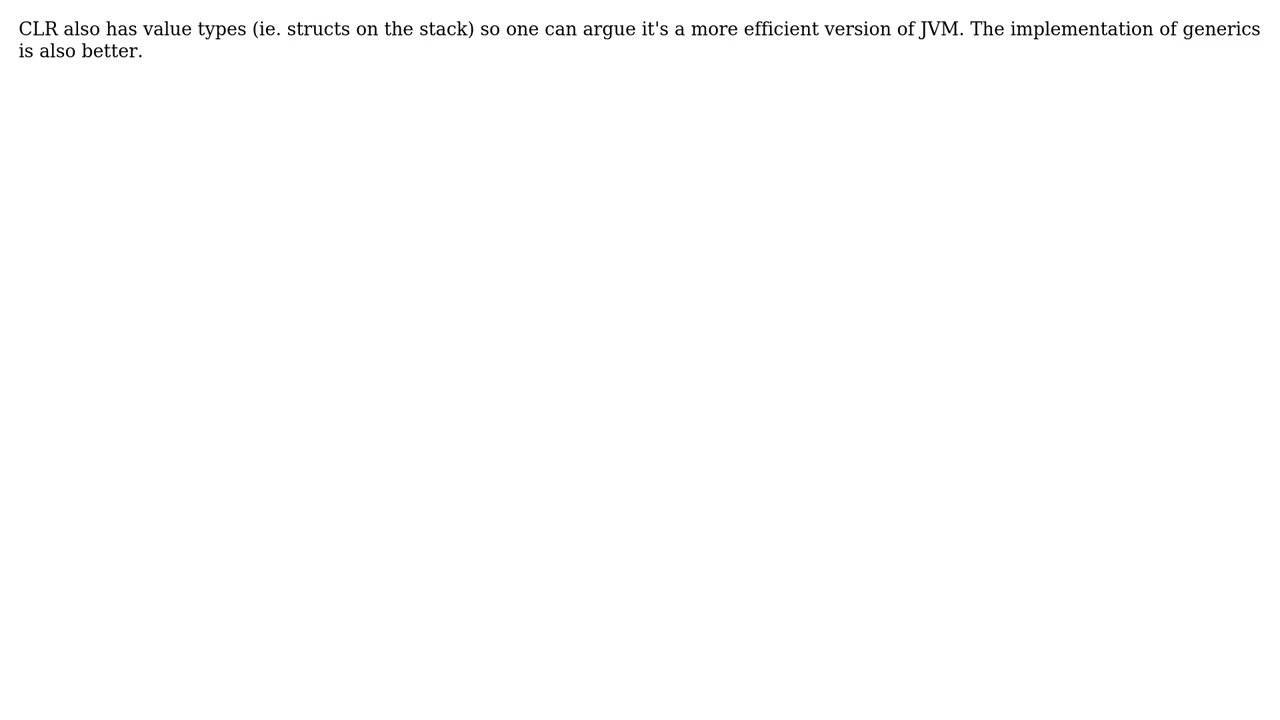 CLR also has value types (ie. structs on the stack) so one can argue it's a more efficient version of JVM. The implementation of generics
is also better.